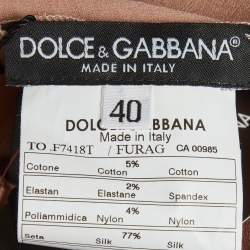 DOLCE & GABBANA®
MADE IN ITALY
40
DOLCE GABBANA
Made in Italy
TO .F7418T / FURAG CA 00985
Cotone 5% Cotton
Cotton
Elastan 2% Elastan
Spandex
Poliammidica 4% Nylon
Nylon
Seta 77% Silk
Silk